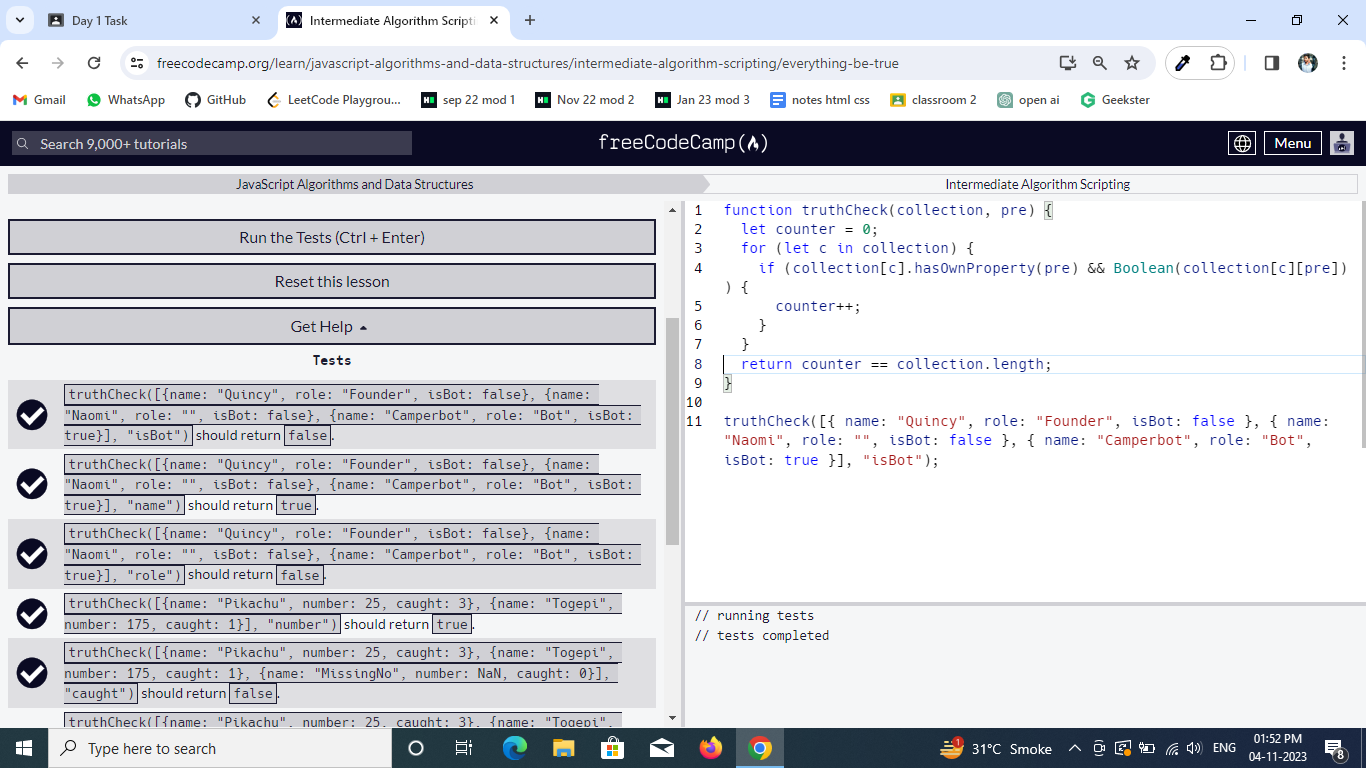 Day 1 Task
Intermediate Algorithm Scripti
freecodecamp.org/learn/javascript-algorithms-and-data-structures/intermediate-algorithm-scripting/everything-be-true
Gmail
WhatsApp
GitHub
LeetCode Playgrou...
sep 22 mod 1
Nov 22 mod 2
Jan 23 mod 3
notes html css
classroom 2
open ai
Geekster
Search 9,000+ tutorials
freeCodeCamp
Menu
JavaScript Algorithms and Data Structures
Intermediate Algorithm Scripting
Run the Tests (Ctrl + Enter)
Reset this lesson
Get Help
Tests
truthCheck([{name: "Quincy", role: "Founder", isBot: false}, {name:
"Naomi", role: "", isBot: false}, {name: "Camperbot", role: "Bot", isBot:
true}], "isBot") should return false.
truthCheck([{name: "Quincy", role: "Founder", isBot: false}, {name:
"Naomi", role: "", isBot: false}, {name: "Camperbot", role: "Bot", isBot:
true}], "name") should return true.
truthCheck([{name: "Quincy", role: "Founder", isBot: false}, {name:
"Naomi", role: "", isBot: false}, {name: "Camperbot", role: "Bot", isBot:
true}], "role") should return false.
truthCheck([{name: "Pikachu", number: 25, caught: 3}, {name: "Togepi",
number: 175, caught: 1}], "number") should return true.
truthCheck([{name: "Pikachu", number: 25, caught: 3}, {name: "Togepi",
number: 175, caught: 1}, {name: "MissingNo", number: NaN, caught: 0}],
"caught") should return false.
truthCheck([{name: "Pikachu", number: 25, caught: 3}, {name: "Togepi",
1 function truthCheck(collection, pre) {
2 let counter = 0;
3 for (let c in collection) {
4 if (collection[c].hasOwnProperty(pre) && Boolean(collection[c][pre])
) {
5 counter++;
6 }
7 }
8 return counter == collection.length;
9 }
10
11 truthCheck([{ name: "Quincy", role: "Founder", isBot: false }, { name:
"Naomi", role: "", isBot: false }, { name: "Camperbot", role: "Bot",
isBot: true }], "isBot");
// running tests
// tests completed
Type here to search
1
31°C Smoke
ENG
01:52 PM
04-11-2023
8